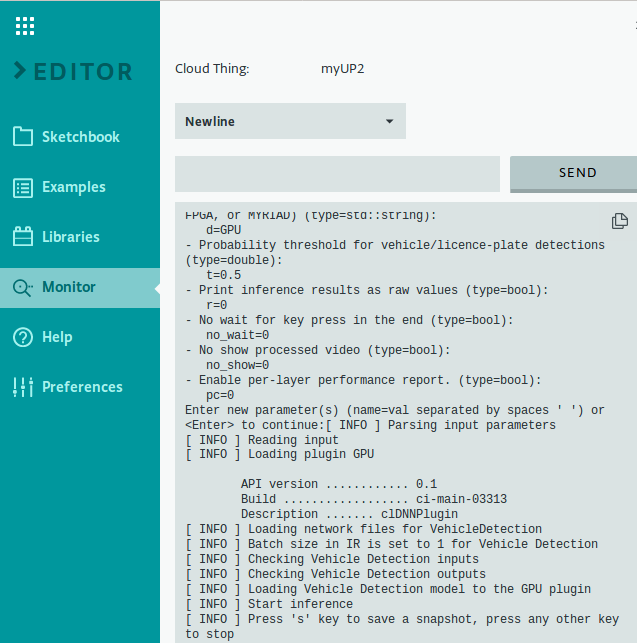 EDITOR
Sketchbook
Examples
Libraries
Monitor
Help
Preferences
Cloud Thing: myUP2
Newline
SEND
FPGA, or MYRIAD) (type=std::string):
d=GPU
- Probability threshold for vehicle/licence-plate detections
(type=double):
t=0.5
- Print inference results as raw values (type=bool):
r=0
- No wait for key press in the end (type=bool):
no_wait=0
- No show processed video (type=bool):
no_show=0
- Enable per-layer performance report. (type=bool):
pc=0
Enter new parameter(s) (name=val separated by spaces ' ') or
<Enter> to continue:[ INFO ] Parsing input parameters
[ INFO ] Reading input
[ INFO ] Loading plugin GPU
API version ............ 0.1
Build .................. ci-main-03313
Description ....... clDNNPlugin
[ INFO ] Loading network files for VehicleDetection
[ INFO ] Batch size in IR is set to 1 for Vehicle Detection
[ INFO ] Checking Vehicle Detection inputs
[ INFO ] Checking Vehicle Detection outputs
[ INFO ] Loading Vehicle Detection model to the GPU plugin
[ INFO ] Start inference
[ INFO ] Press 's' key to save a snapshot, press any other key
to stop